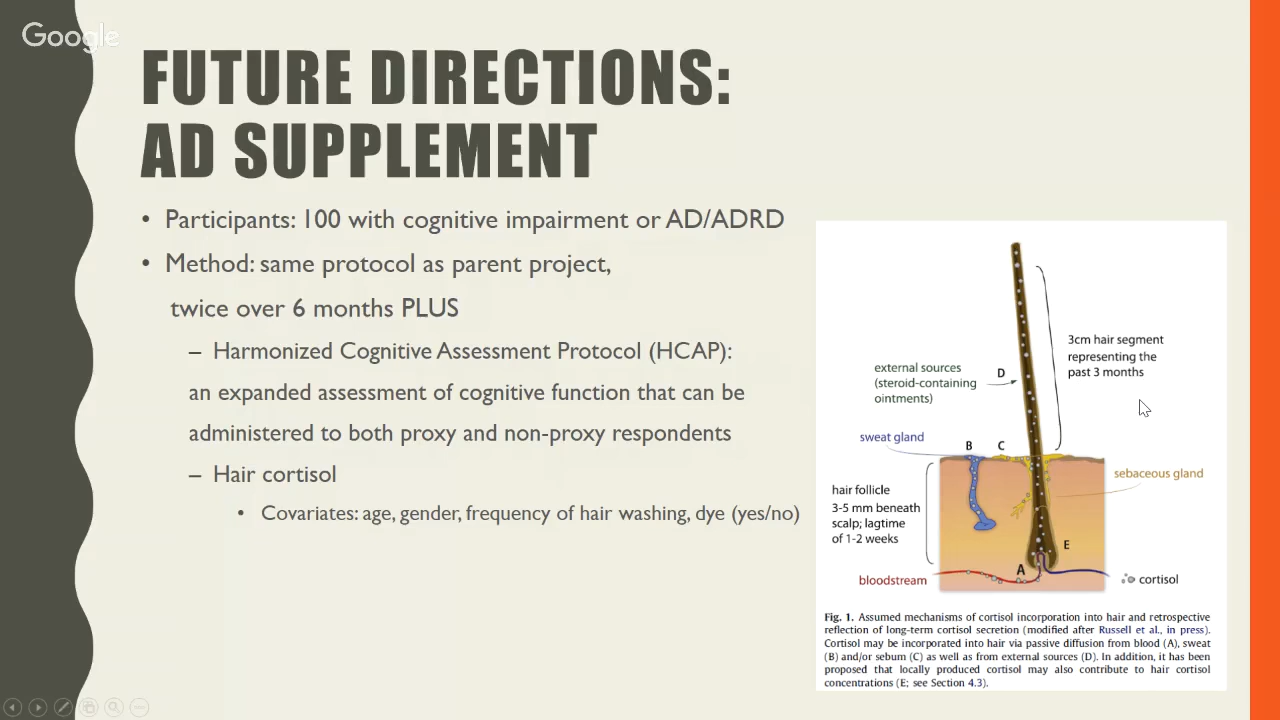 Google
FUTURE DIRECTIONS:
AD SUPPLEMENT
• Participants: 100 with cognitive impairment or AD/ADRD
• Method: same protocol as parent project,
twice over 6 months PLUS
– Harmonized Cognitive Assessment Protocol (HCAP):
an expanded assessment of cognitive function that can be
administered to both proxy and non-proxy respondents
– Hair cortisol
• Covariates: age, gender, frequency of hair washing, dye (yes/no)
3cm hair segment
representing the
past 3 months
external sources
(steroid-containing
ointments)
D
sweat gland
B
C
sebaceous gland
hair follicle
3-5 mm beneath
scalp; lagtime
of 1-2 weeks
E
A
bloodstream
cortisol
Fig. 1. Assumed mechanisms of cortisol incorporation into hair and retrospective
reflection of long-term cortisol secretion (modified after Russell et al., in press).
Cortisol may be incorporated into hair via passive diffusion from blood (A), sweat
(B) and/or sebum (C) as well as from external sources (D). In addition, it has been
proposed that locally produced cortisol may also contribute to hair cortisol
concentrations (E; see Section 4.3).